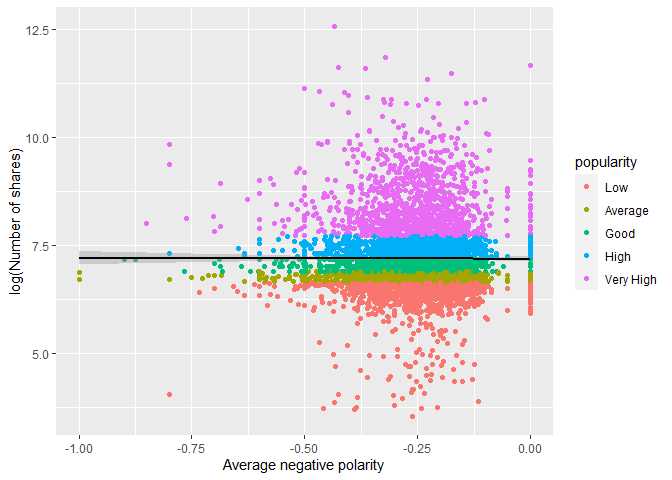 12.5
10.0
7.5
5.0
log(Number of shares)
-1.00
-0.75
-0.50
-0.25
0.00
Average negative polarity
popularity
Low
Average
Good
High
Very High